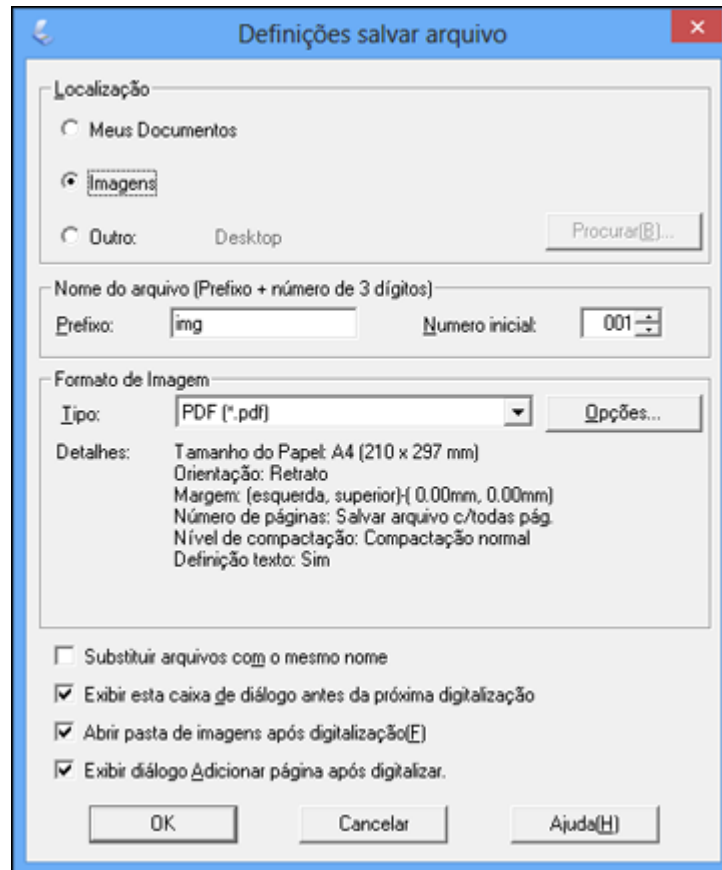 Definições salvar arquivo
Localização
Meus Documentos
Imagens
Outro: Desktop Procurar(B)...
Nome do arquivo (Prefixo + número de 3 dígitos)
Prefixo: img Numero inicial: 001
Formato de Imagem
Tipo: PDF (*.pdf) Opções...
Detalhes: Tamanho do Papel: A4 (210 x 297 mm)
Orientação: Retrato
Margem: (esquerda, superior)-( 0.00mm, 0.00mm)
Número de páginas: Salvar arquivo c/todas pág.
Nível de compactação: Compactação normal
Definição texto: Sim
Substituir arquivos com o mesmo nome
Exibir esta caixa de diálogo antes da próxima digitalização
Abrir pasta de imagens após digitalização(F)
Exibir diálogo Adicionar página após digitalizar.
OK Cancelar Ajuda(H)